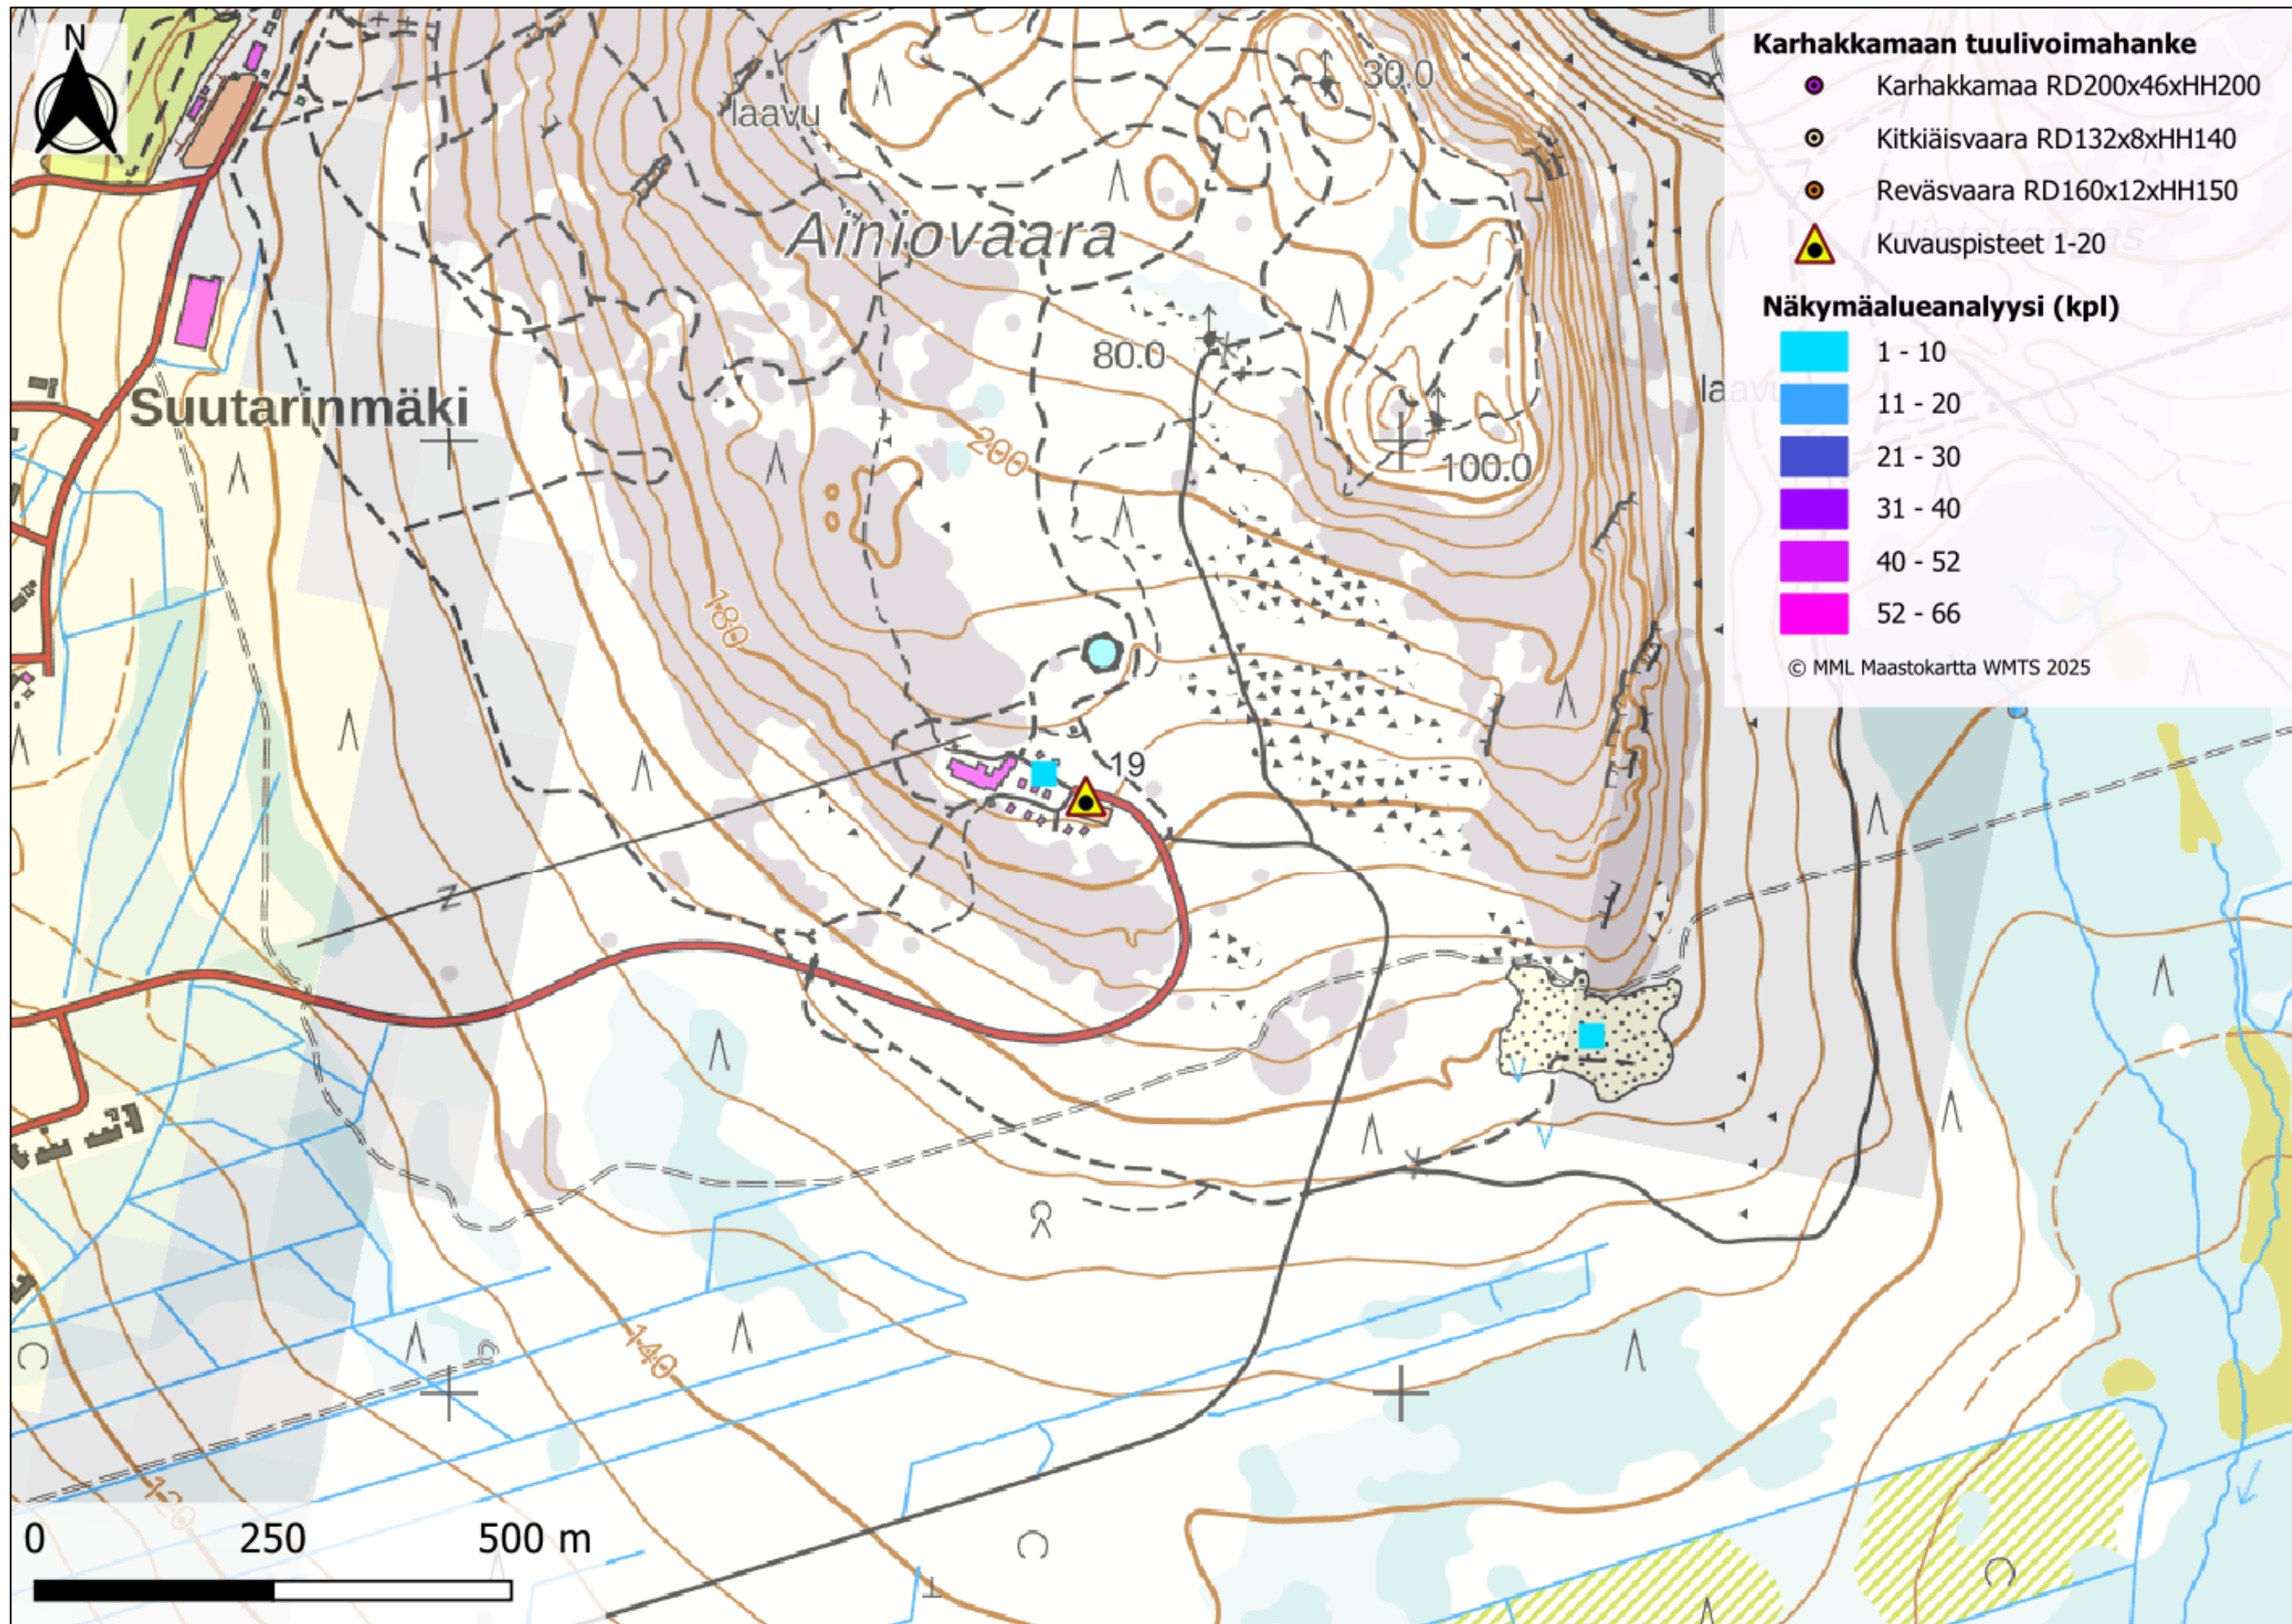 N
Karhakkamaan tuulivoimahanke
Karhakkamaa RD200x46xHH200
Kitkiäisvaara RD132x8xHH140
Reväsvaara RD160x12xHH150
Kuvauspisteet 1-20
Näkymäalueanalyysi (kpl)
1 - 10
11 - 20
21 - 30
31 - 40
40 - 52
52 - 66
© MML Maastokartta WMTS 2025
laavu
30.0
Ainiovaara
80.0
Suutarinmäki
laavu
200
100.0
180
19
Z
140
120
0 250 500 m